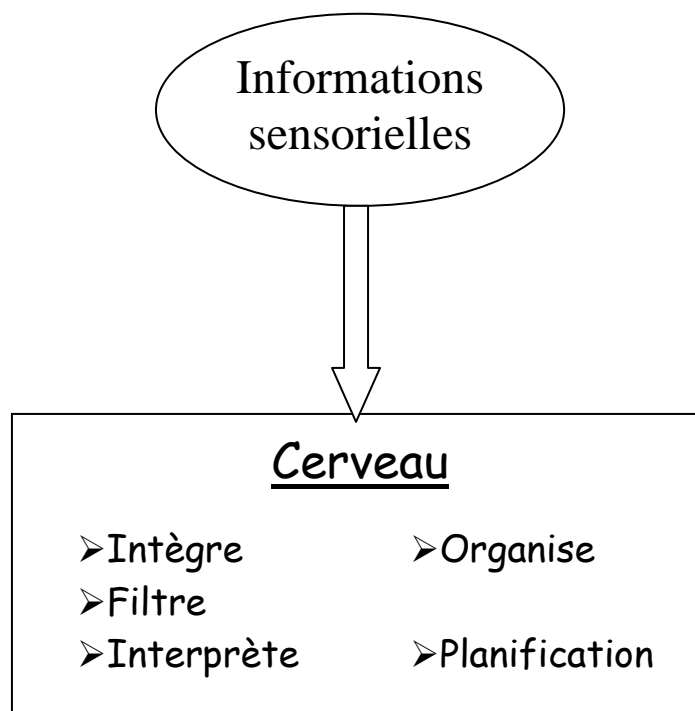 Informations
sensorielles
Cerveau
➢Intègre ➢Organise
➢Filtre
➢Interprète ➢Planification